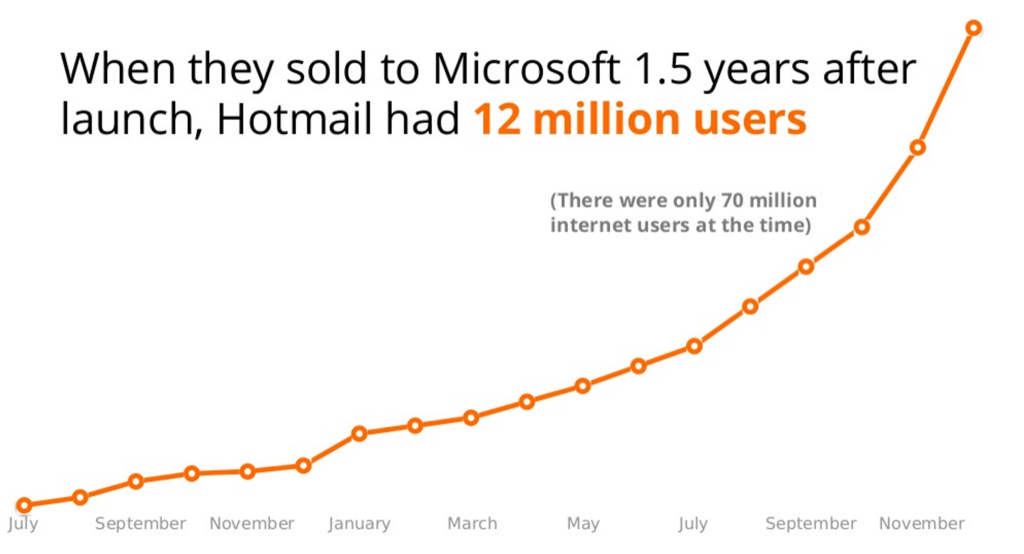 When they sold to Microsoft 1.5 years after
launch, Hotmail had 12 million users
(There were only 70 million
internet users at the time)
July September November January March May July September November